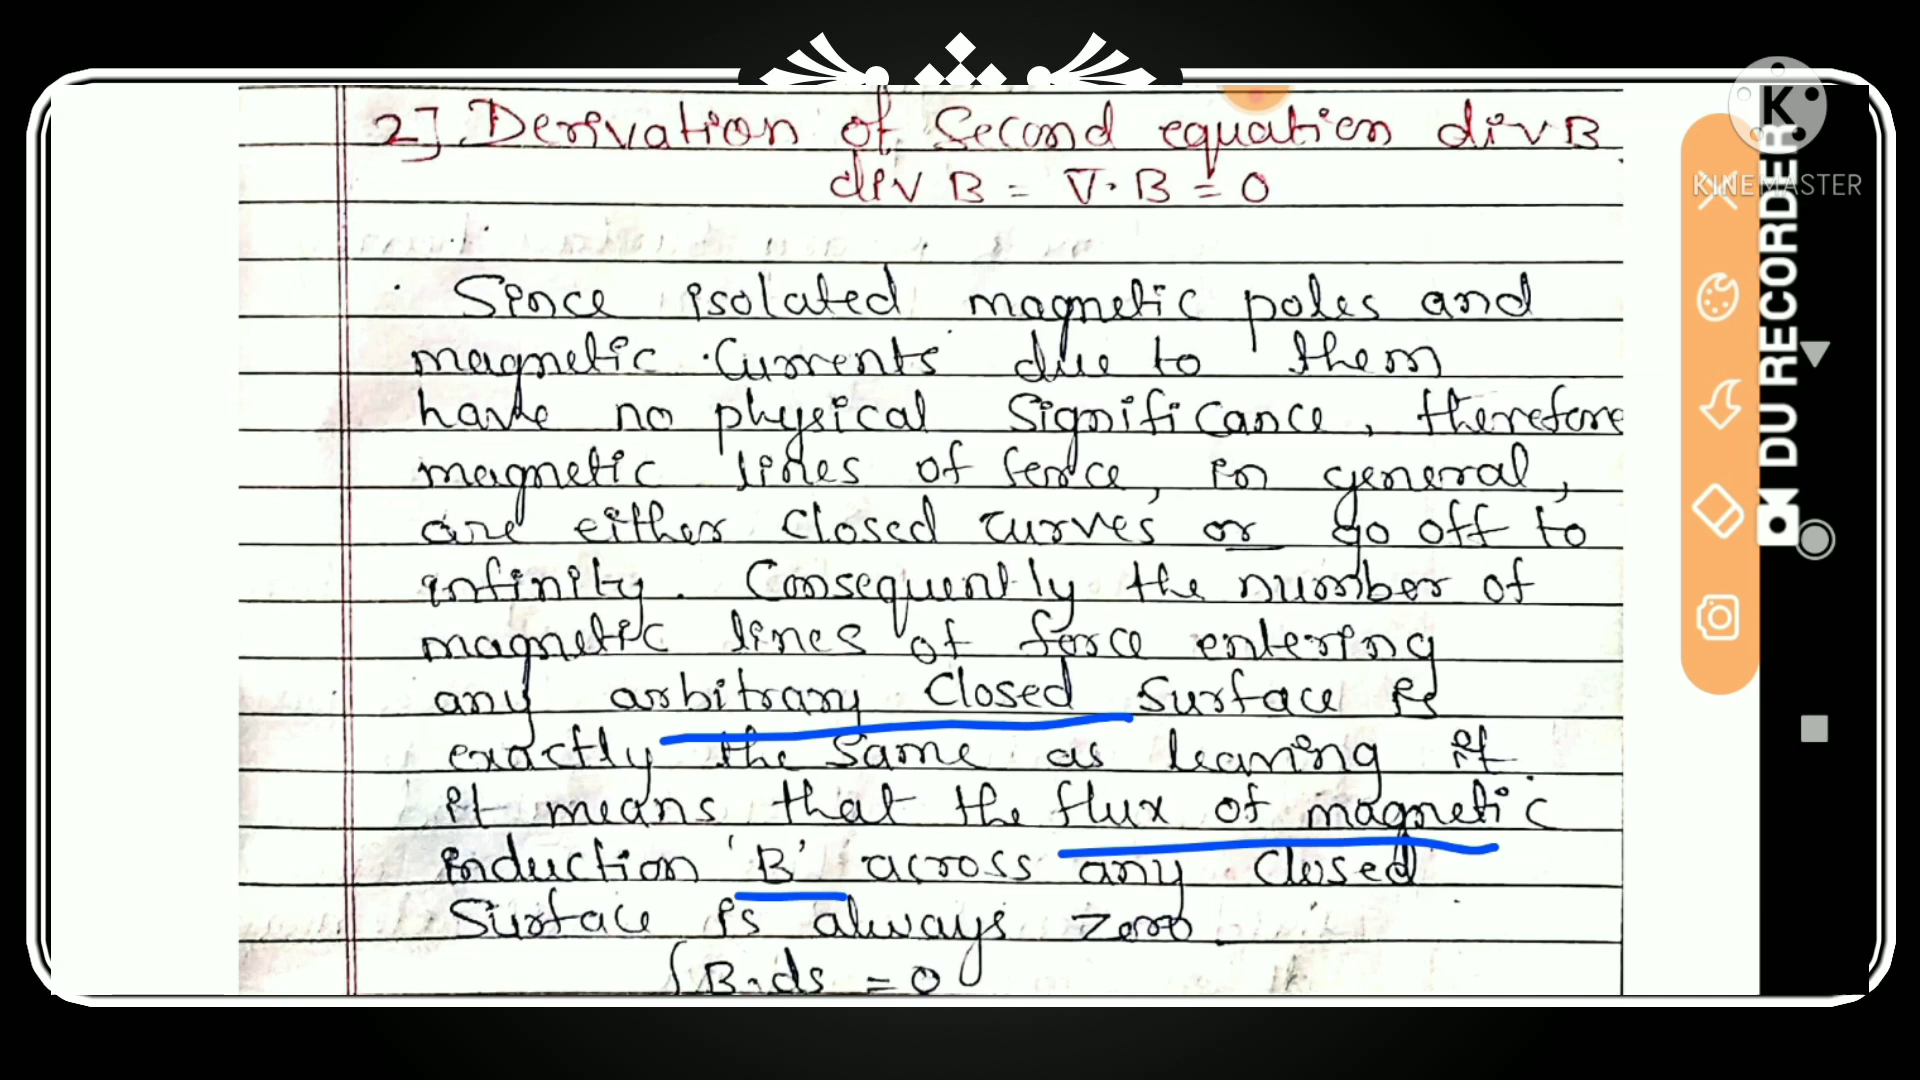 2] Derivation of Second equation div B
div B = ∇·B = 0
Since isolated magnetic poles and
magnetic currents due to them
have no physical significance, therefore
magnetic lines of force, in general,
are either closed curves or go off to
infinity. Consequently the number of
magnetic lines of force entering
any arbitrary closed surface is
exactly the same as leaving it.
it means that the flux of magnetic
induction 'B' across any closed
Surface is always zero
∫B.ds = 0
K
KINEMASTER
DU RECORDER